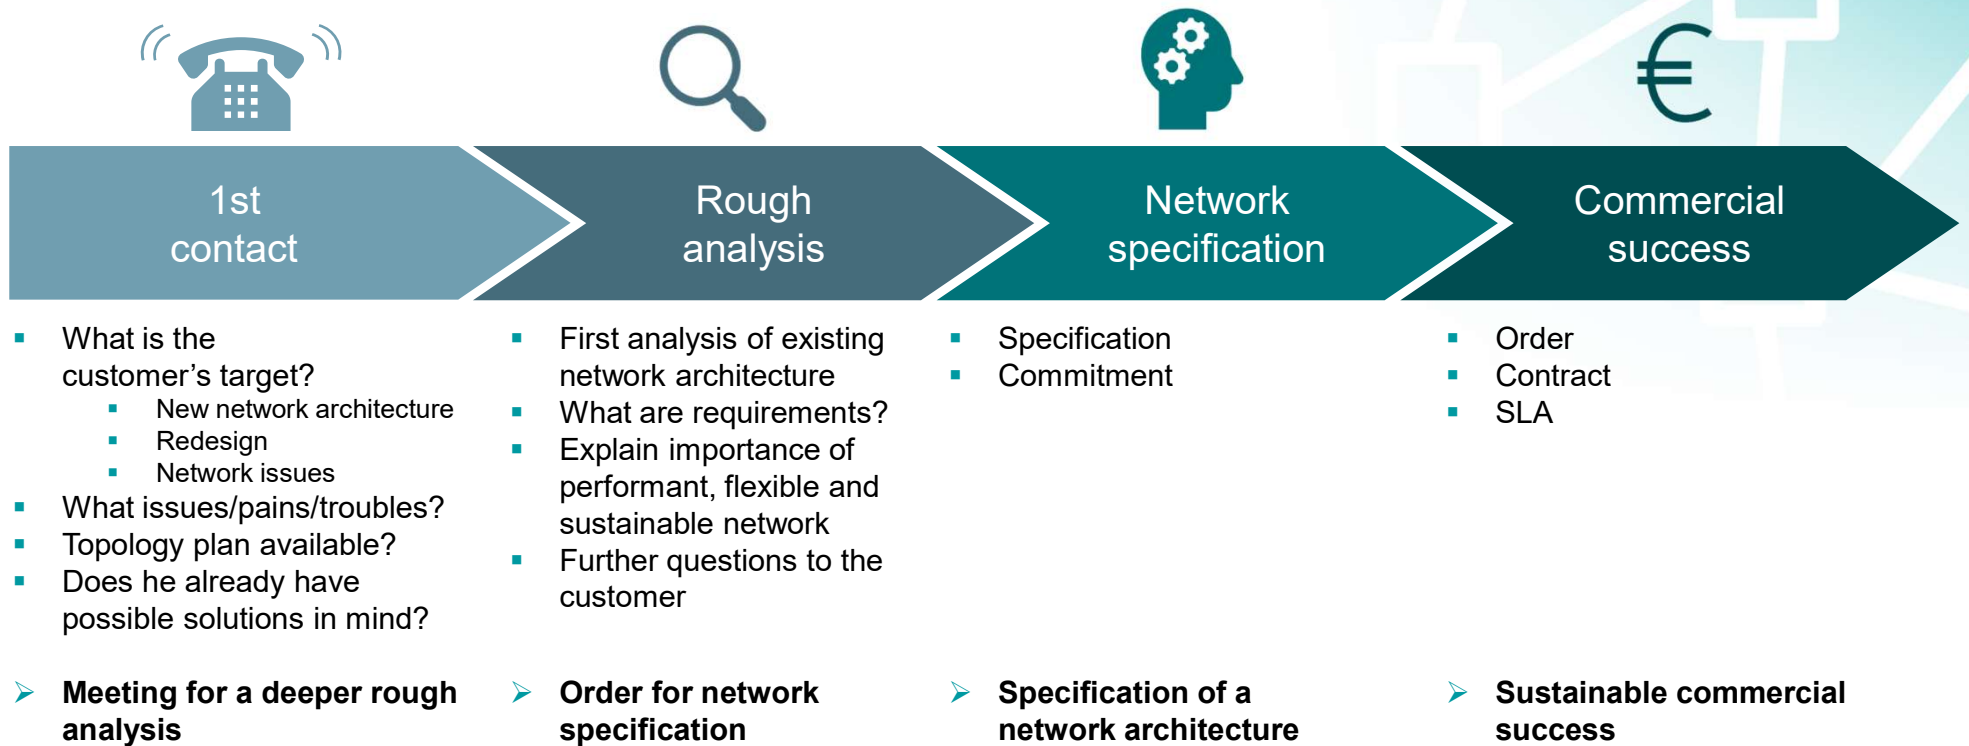 1st
contact
Rough
analysis
Network
specification
Commercial
success
What is the
customer’s target?
New network architecture
Redesign
Network issues
What issues/pains/troubles?
Topology plan available?
Does he already have
possible solutions in mind?
Meeting for a deeper rough
analysis
First analysis of existing
network architecture
What are requirements?
Explain importance of
performant, flexible and
sustainable network
Further questions to the
customer
Order for network
specification
Specification
Commitment
Specification of a
network architecture
Order
Contract
SLA
Sustainable commercial
success